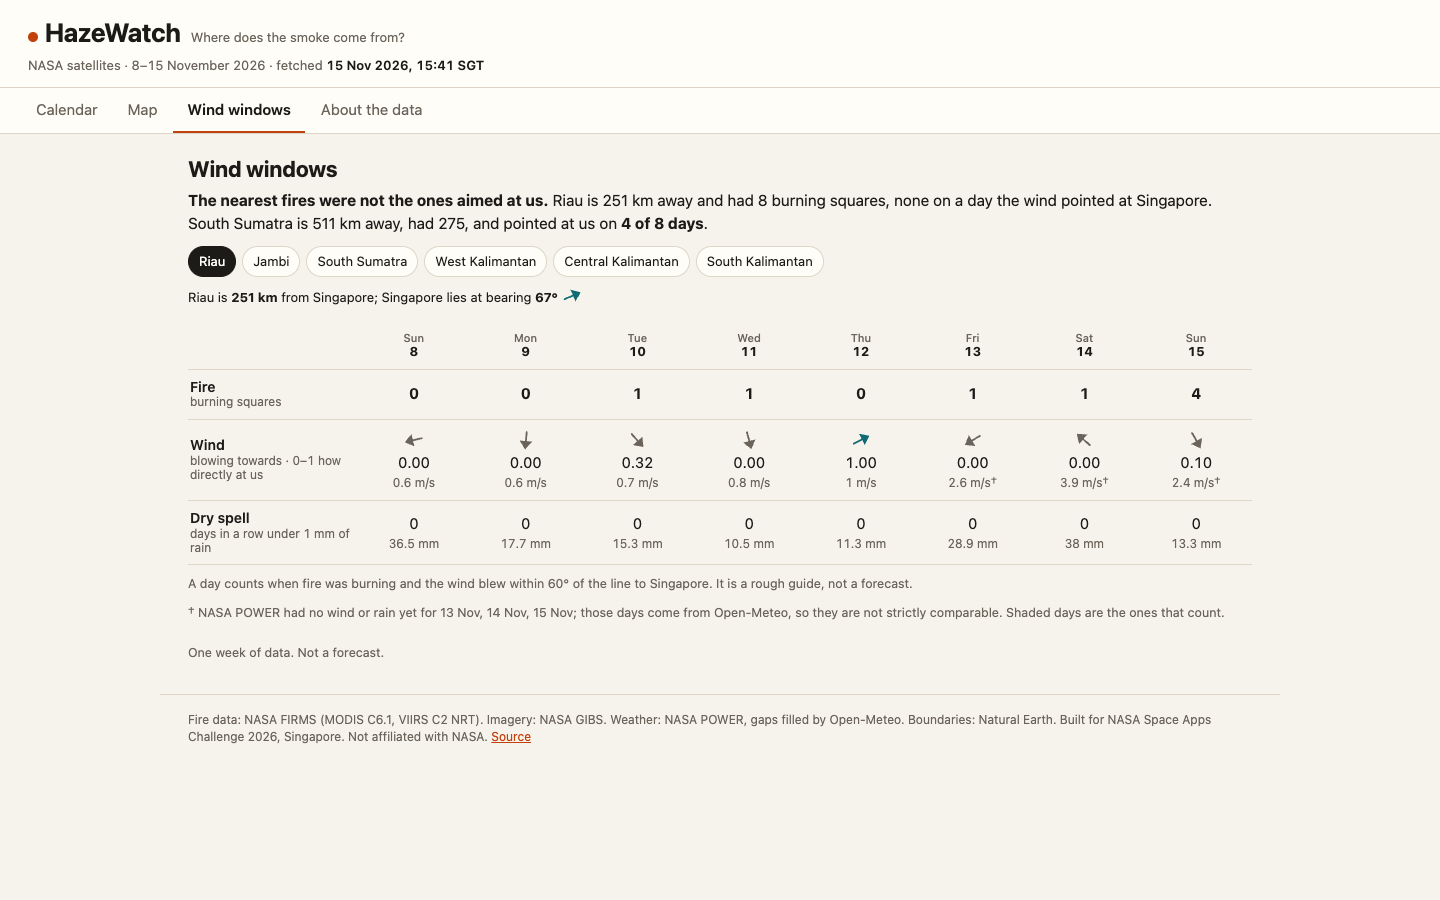 HazeWatch Where does the smoke come from?
NASA satellites · 8–15 November 2026 · fetched 15 Nov 2026, 15:41 SGT
Calendar Map Wind windows About the data
Wind windows
The nearest fires were not the ones aimed at us. Riau is 251 km away and had 8 burning squares, none on a day the wind pointed at Singapore.
South Sumatra is 511 km away, had 275, and pointed at us on 4 of 8 days.
Riau Jambi South Sumatra West Kalimantan Central Kalimantan South Kalimantan
Riau is 251 km from Singapore; Singapore lies at bearing 67°
Sun Mon Tue Wed Thu Fri Sat Sun
8 9 10 11 12 13 14 15
Fire
burning squares
0 0 1 1 0 1 1 4
Wind
blowing towards · 0–1 how
directly at us
0.00 0.00 0.32 0.00 1.00 0.00 0.00 0.10
0.6 m/s 0.6 m/s 0.7 m/s 0.8 m/s 1 m/s 2.6 m/s† 3.9 m/s† 2.4 m/s†
Dry spell
days in a row under 1 mm of
rain
0 0 0 0 0 0 0 0
36.5 mm 17.7 mm 15.3 mm 10.5 mm 11.3 mm 28.9 mm 38 mm 13.3 mm
A day counts when fire was burning and the wind blew within 60° of the line to Singapore. It is a rough guide, not a forecast.
† NASA POWER had no wind or rain yet for 13 Nov, 14 Nov, 15 Nov; those days come from Open-Meteo, so they are not strictly comparable. Shaded days are the ones that count.
One week of data. Not a forecast.
Fire data: NASA FIRMS (MODIS C6.1, VIIRS C2 NRT). Imagery: NASA GIBS. Weather: NASA POWER, gaps filled by Open-Meteo. Boundaries: Natural Earth. Built for NASA Space Apps
Challenge 2026, Singapore. Not affiliated with NASA. Source